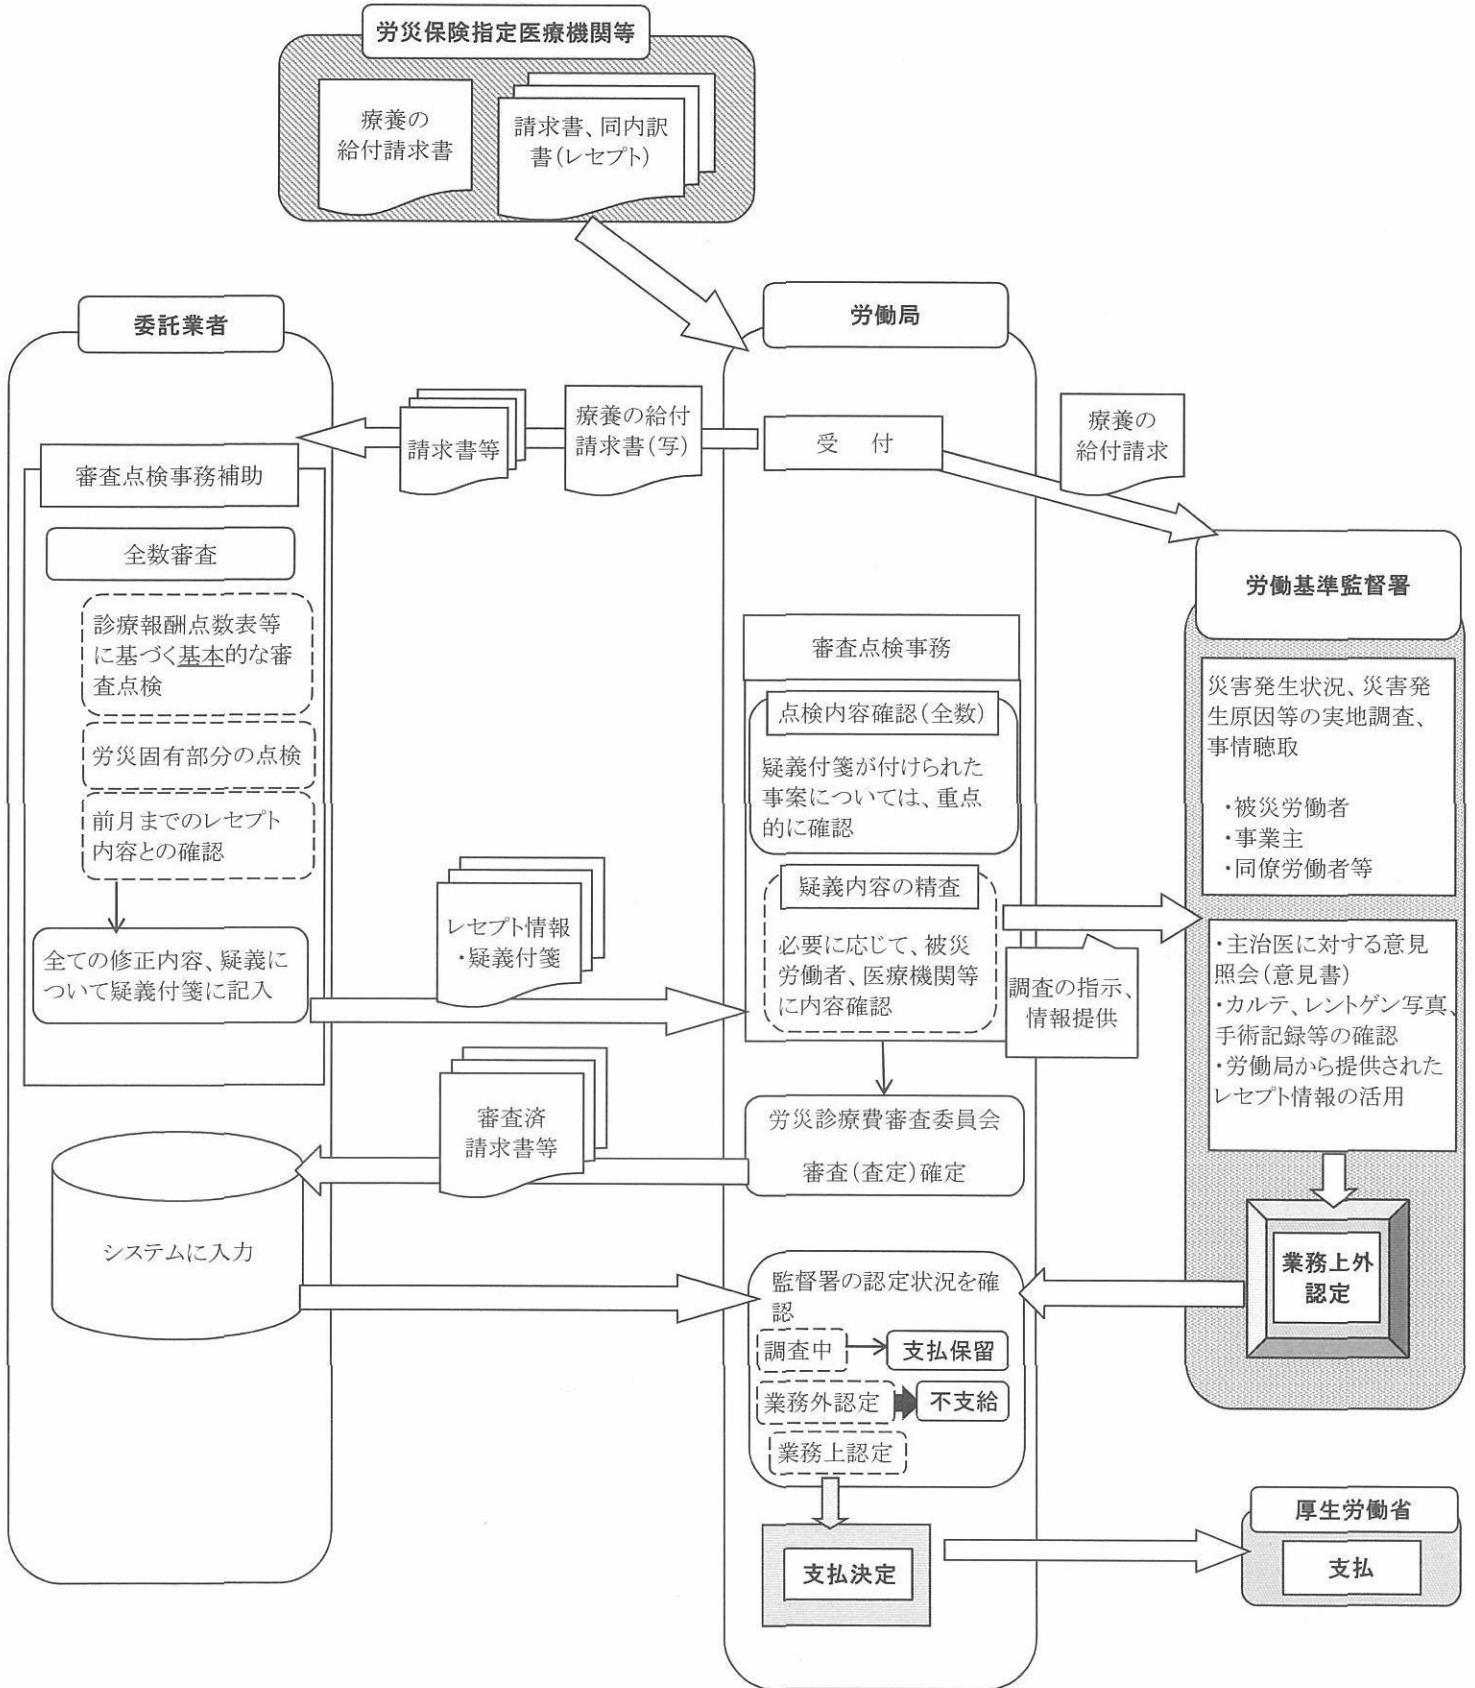 労災保険指定医療機関等
療養の
給付請求書
請求書、同内訳
書(レセプト)
委託業者
労働局
請求書等
療養の給付
請求書(写)
受 付
療養の
給付請求
審査点検事務補助
全数審査
診療報酬点数表等
に基づく基本的な審
査点検
労災固有部分の点検
前月までのレセプト
内容との確認
全ての修正内容、疑義に
ついて疑義付箋に記入
レセプト情報
・疑義付箋
審査点検事務
点検内容確認(全数)
疑義付箋が付けられた
事案については、重点
的に確認
疑義内容の精査
必要に応じて、被災
労働者、医療機関等
に内容確認
調査の指示、
情報提供
労働基準監督署
災害発生状況、災害発
生原因等の実地調査、
事情聴取
・被災労働者
・事業主
・同僚労働者等
・主治医に対する意見
照会(意見書)
・カルテ、レントゲン写真、
手術記録等の確認
・労働局から提供された
レセプト情報の活用
業務上外
認定
労災診療費審査委員会
審査(査定)確定
審査済
請求書等
システムに入力
監督署の認定状況を確
認
調査中
支払保留
業務外認定
不支給
業務上認定
支払決定
厚生労働省
支払